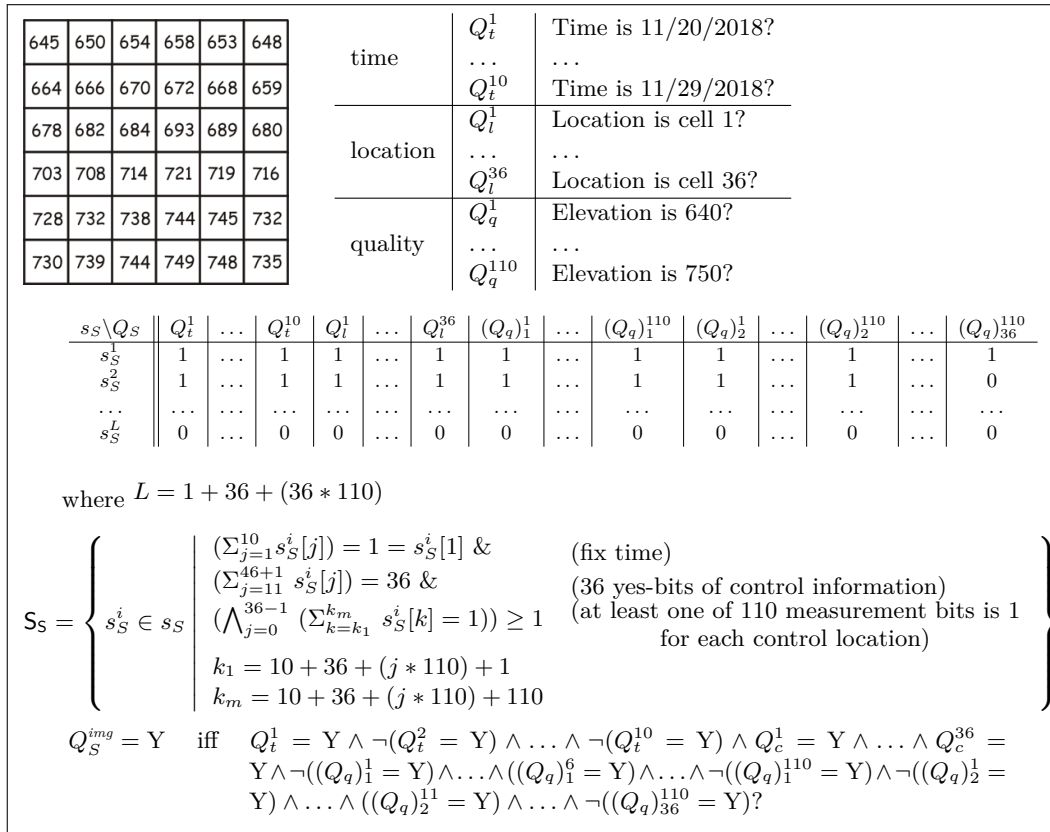 645 650 654 658 653 648
664 666 670 672 668 659
678 682 684 693 689 680
703 708 714 721 719 716
728 732 738 744 745 732
730 739 744 749 748 735
time Q_t^1 Time is 11/20/2018?
... ...
Q_t^10 Time is 11/29/2018?
location Q_l^1 Location is cell 1?
... ...
Q_l^36 Location is cell 36?
quality Q_q^1 Elevation is 640?
... ...
Q_q^110 Elevation is 750?
s_S\Q_S Q_t^1 ... Q_t^10 Q_l^1 ... Q_l^36 (Q_q)_1^1 ... (Q_q)_1^110 (Q_q)_2^1 ... (Q_q)_2^110 ... (Q_q)_36^110
s_S^1 1 ... 1 1 ... 1 1 ... 1 1 ... 1 ... 1
s_S^2 1 ... 1 1 ... 1 1 ... 1 1 ... 1 ... 0
... ... ... ... ... ... ... ... ... ... ... ... ... ... ...
s_S^L 0 ... 0 0 ... 0 0 ... 0 0 ... 0 ... 0
where L = 1 + 36 + (36 * 110)
S_S = { s_S^i ∈ s_S | (Σ_{j=1}^{10} s_S^i[j]) = 1 = s_S^i[1] & (fix time)
(Σ_{j=11}^{46+1} s_S^i[j]) = 36 & (36 yes-bits of control information)
(⋀_{j=0}^{36−1} (Σ_{k=k_1}^{k_m} s_S^i[k] = 1)) ≥ 1 (at least one of 110 measurement bits is 1
for each control location)
k_1 = 10 + 36 + (j * 110) + 1
k_m = 10 + 36 + (j * 110) + 110 }
Q_S^img = Y iff Q_t^1 = Y ∧ ¬(Q_t^2 = Y) ∧ ... ∧ ¬(Q_t^10 = Y) ∧ Q_c^1 = Y ∧ ... ∧ Q_c^36 =
Y∧¬((Q_q)_1^1 = Y)∧...∧((Q_q)_1^6 = Y)∧...∧¬((Q_q)_1^110 = Y)∧¬((Q_q)_2^1 =
Y) ∧ ... ∧ ((Q_q)_2^11 = Y) ∧ ... ∧ ¬((Q_q)_36^110 = Y)?